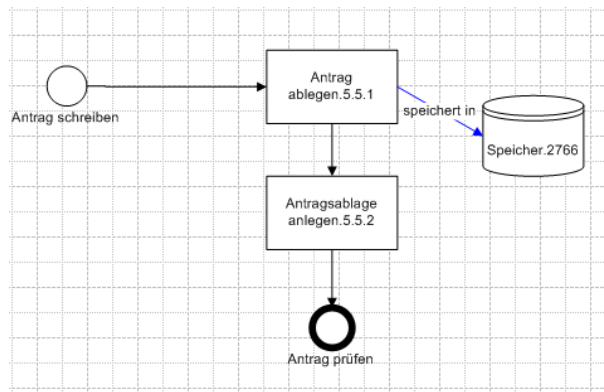 Antrag schreiben
Antrag
ablegen.5.5.1
speichert in
Speicher.2766
Antragsablage
anlegen.5.5.2
Antrag prüfen